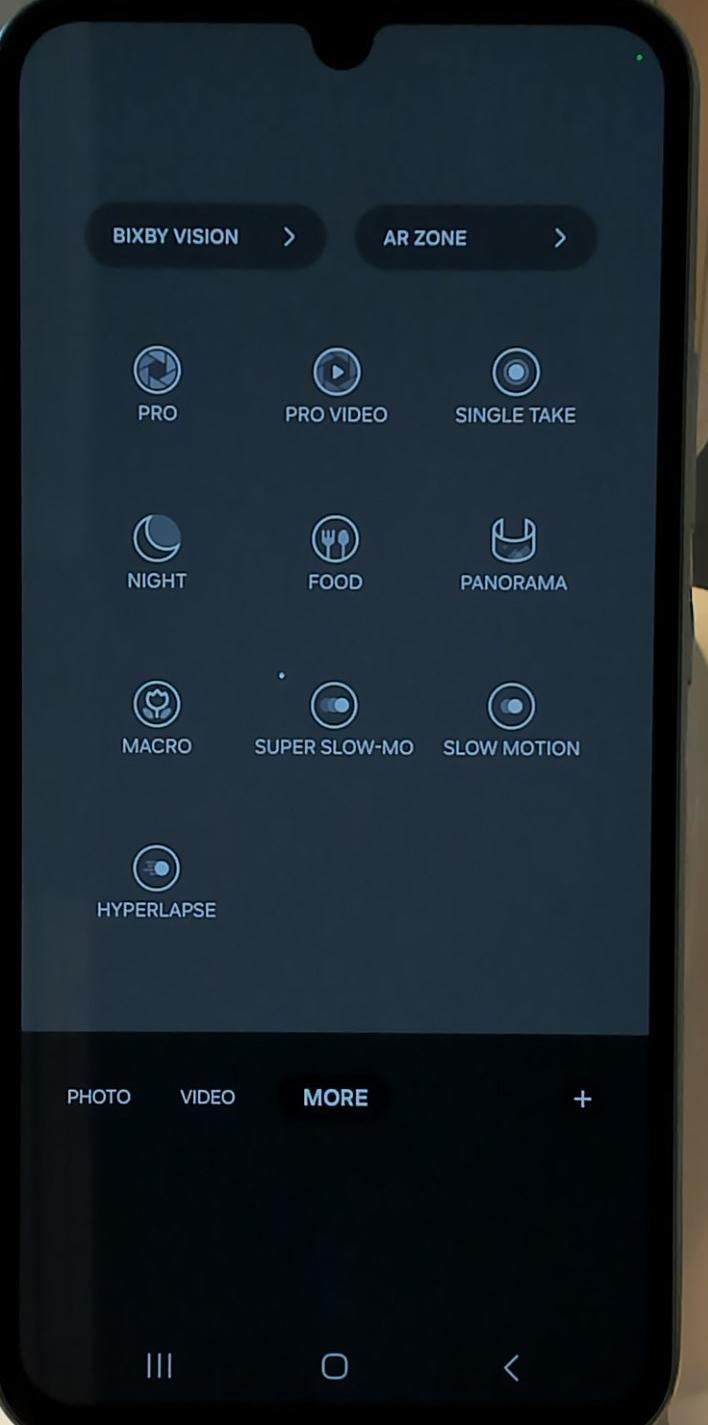 BIXBY VISION
AR ZONE
PRO
PRO VIDEO
SINGLE TAKE
NIGHT
FOOD
PANORAMA
MACRO
SUPER SLOW-MO
SLOW MOTION
HYPERLAPSE
PHOTO
VIDEO
MORE